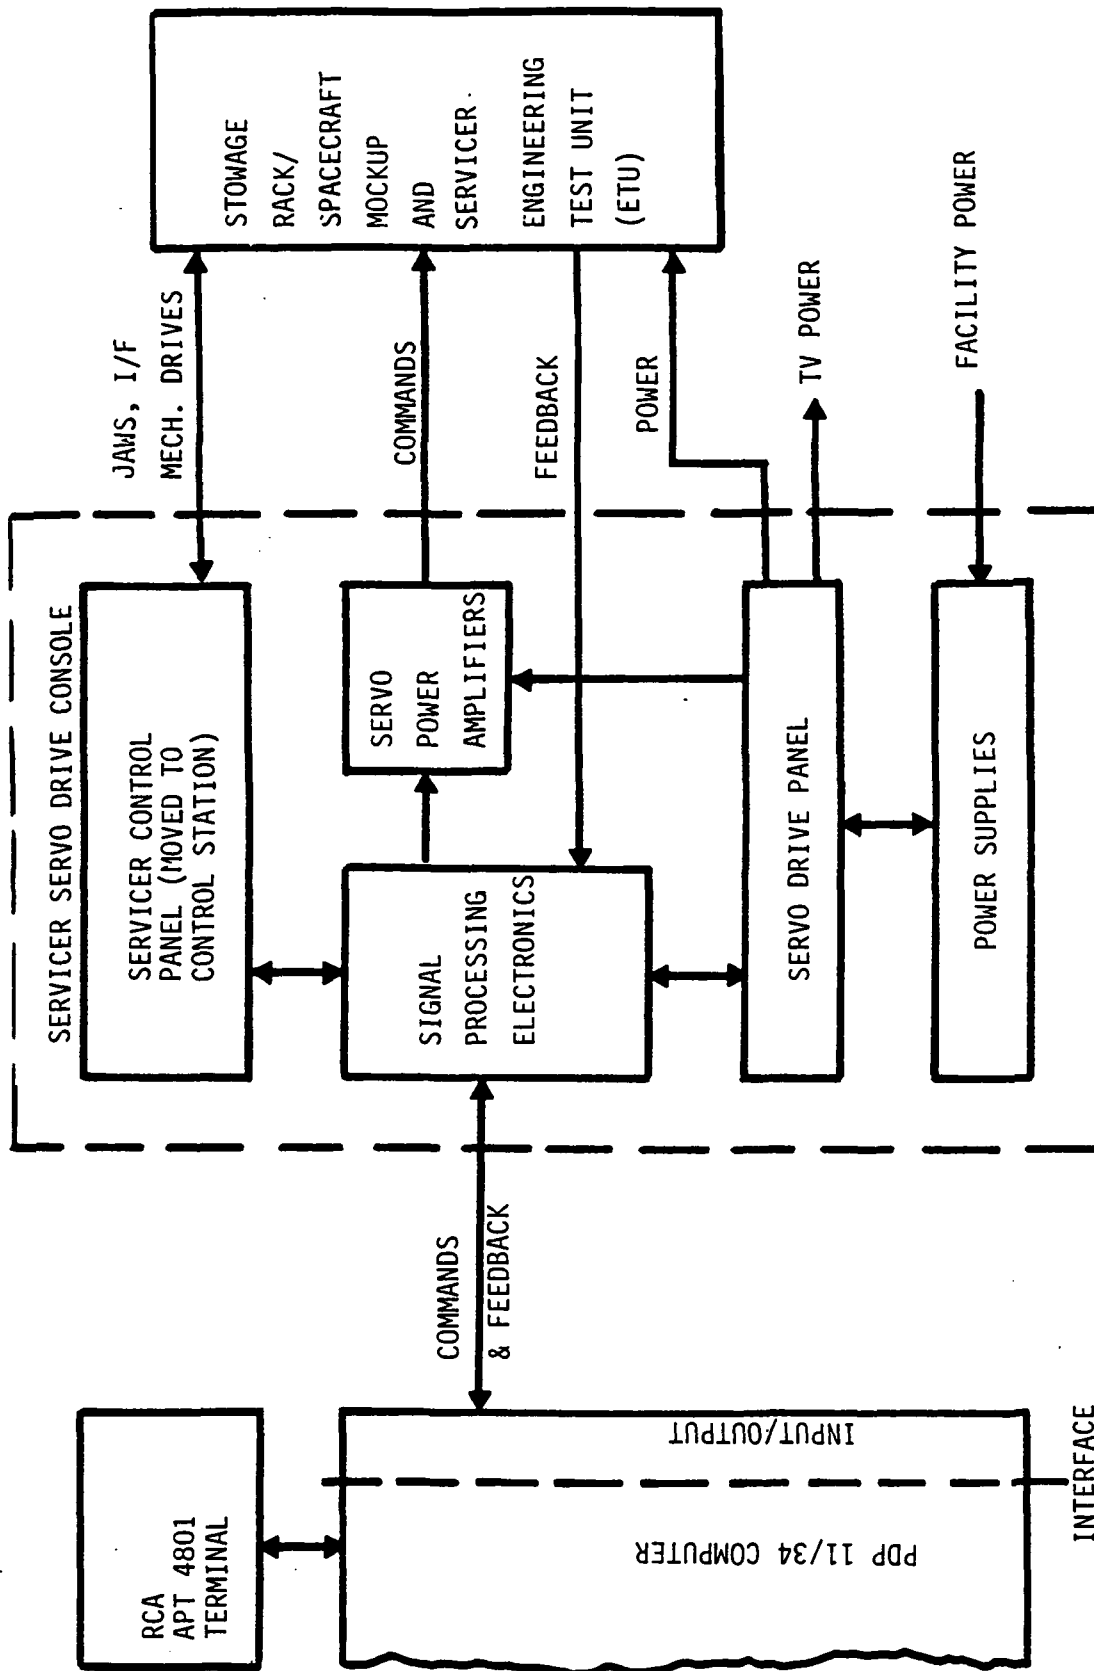 RCA
APT 4801
TERMINAL
PDP 11/34 COMPUTER
INPUT/OUTPUT
INTERFACE
COMMANDS
& FEEDBACK
SERVICER SERVO DRIVE CONSOLE
SERVICER CONTROL
PANEL (MOVED TO
CONTROL STATION)
SIGNAL
PROCESSING
ELECTRONICS
SERVO
POWER
AMPLIFIERS
SERVO DRIVE PANEL
POWER SUPPLIES
JAWS, I/F
MECH. DRIVES
COMMANDS
FEEDBACK
POWER
TV POWER
FACILITY POWER
STOWAGE
RACK/
SPACECRAFT
MOCKUP
AND
SERVICER
ENGINEERING
TEST UNIT
(ETU)